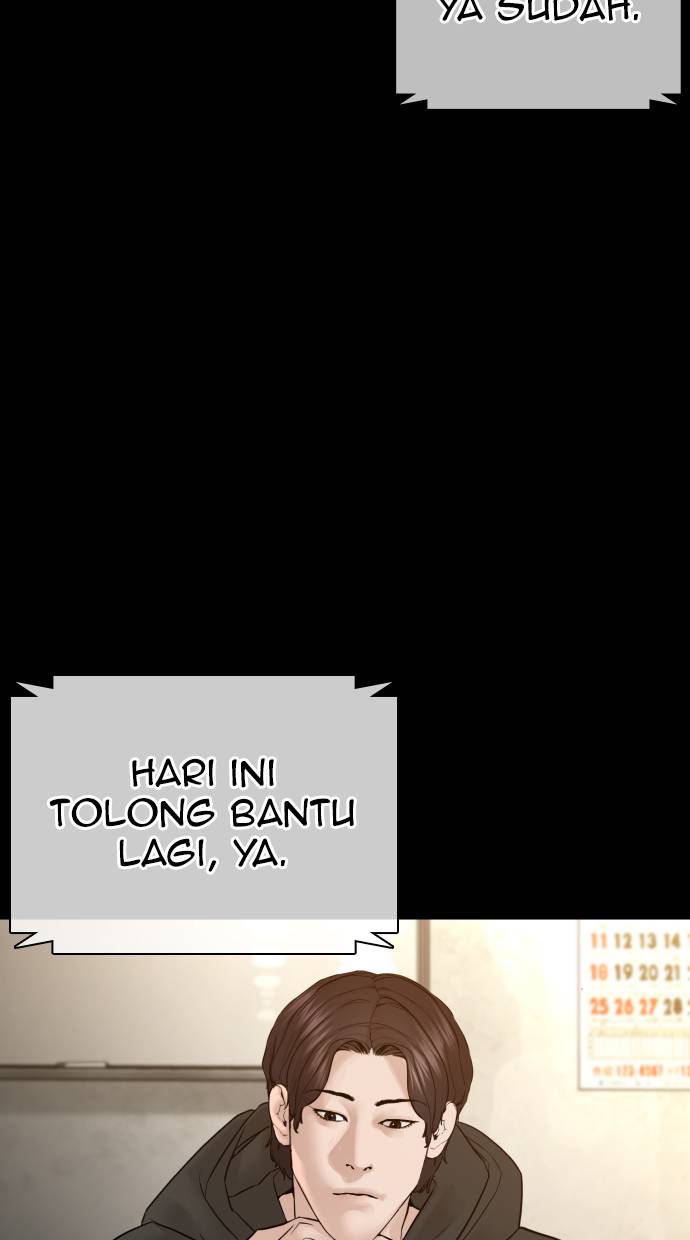 YA SUDAH.
HARI INI
TOLONG BANTU
LAGI, YA.
11 12 13 14
18 19 20 21
25 26 27 28